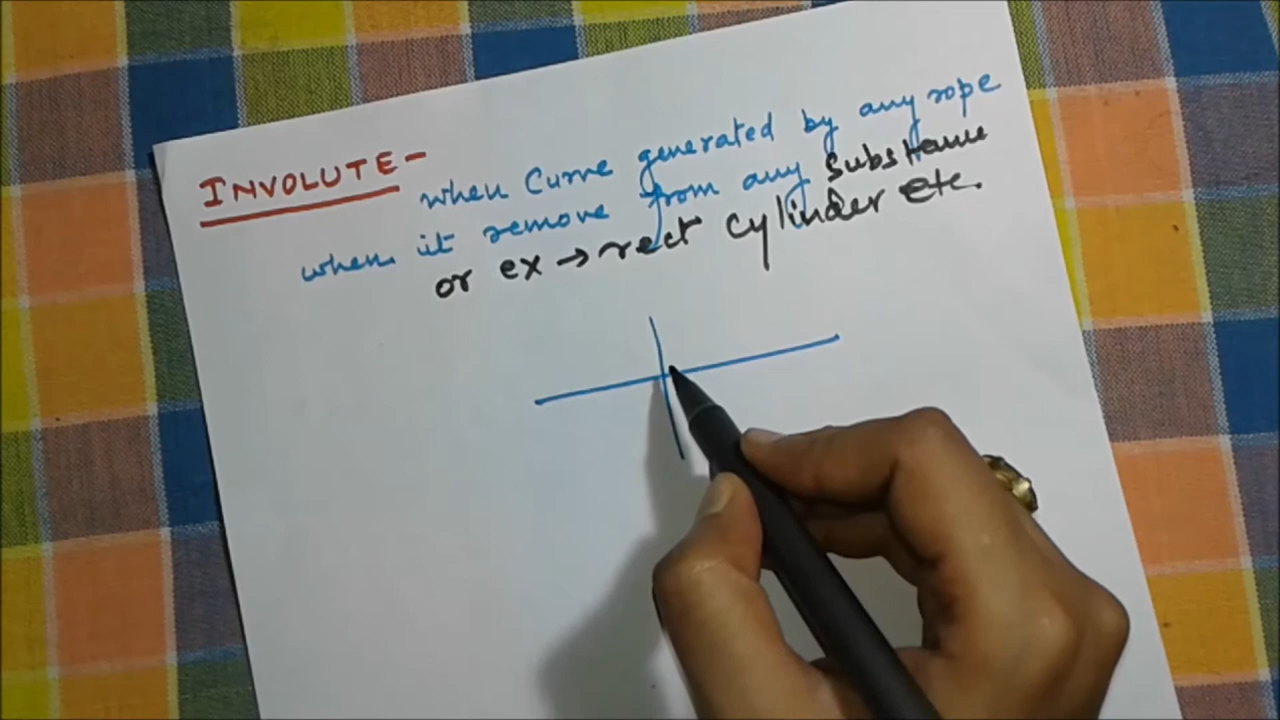 INVOLUTE- when Curve generated by any rope
when it remove from any substance
or ex → rect cylinder etc.